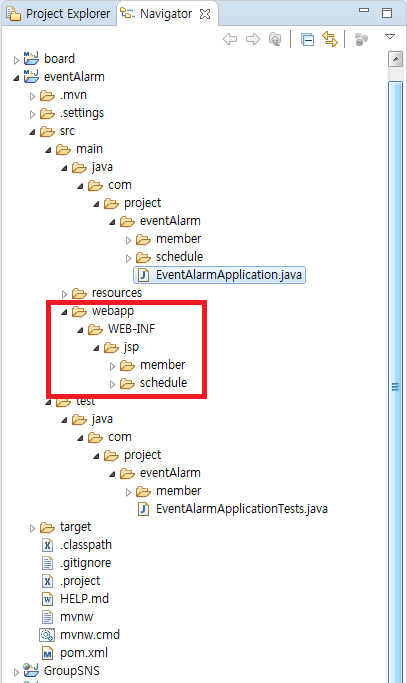 Project Explorer Navigator
board
eventAlarm
.mvn
.settings
src
main
java
com
project
eventAlarm
member
schedule
EventAlarmApplication.java
resources
webapp
WEB-INF
jsp
member
schedule
test
java
com
project
eventAlarm
member
EventAlarmApplicationTests.java
target
.classpath
.gitignore
.project
HELP.md
mvnw
mvnw.cmd
pom.xml
GroupSNS